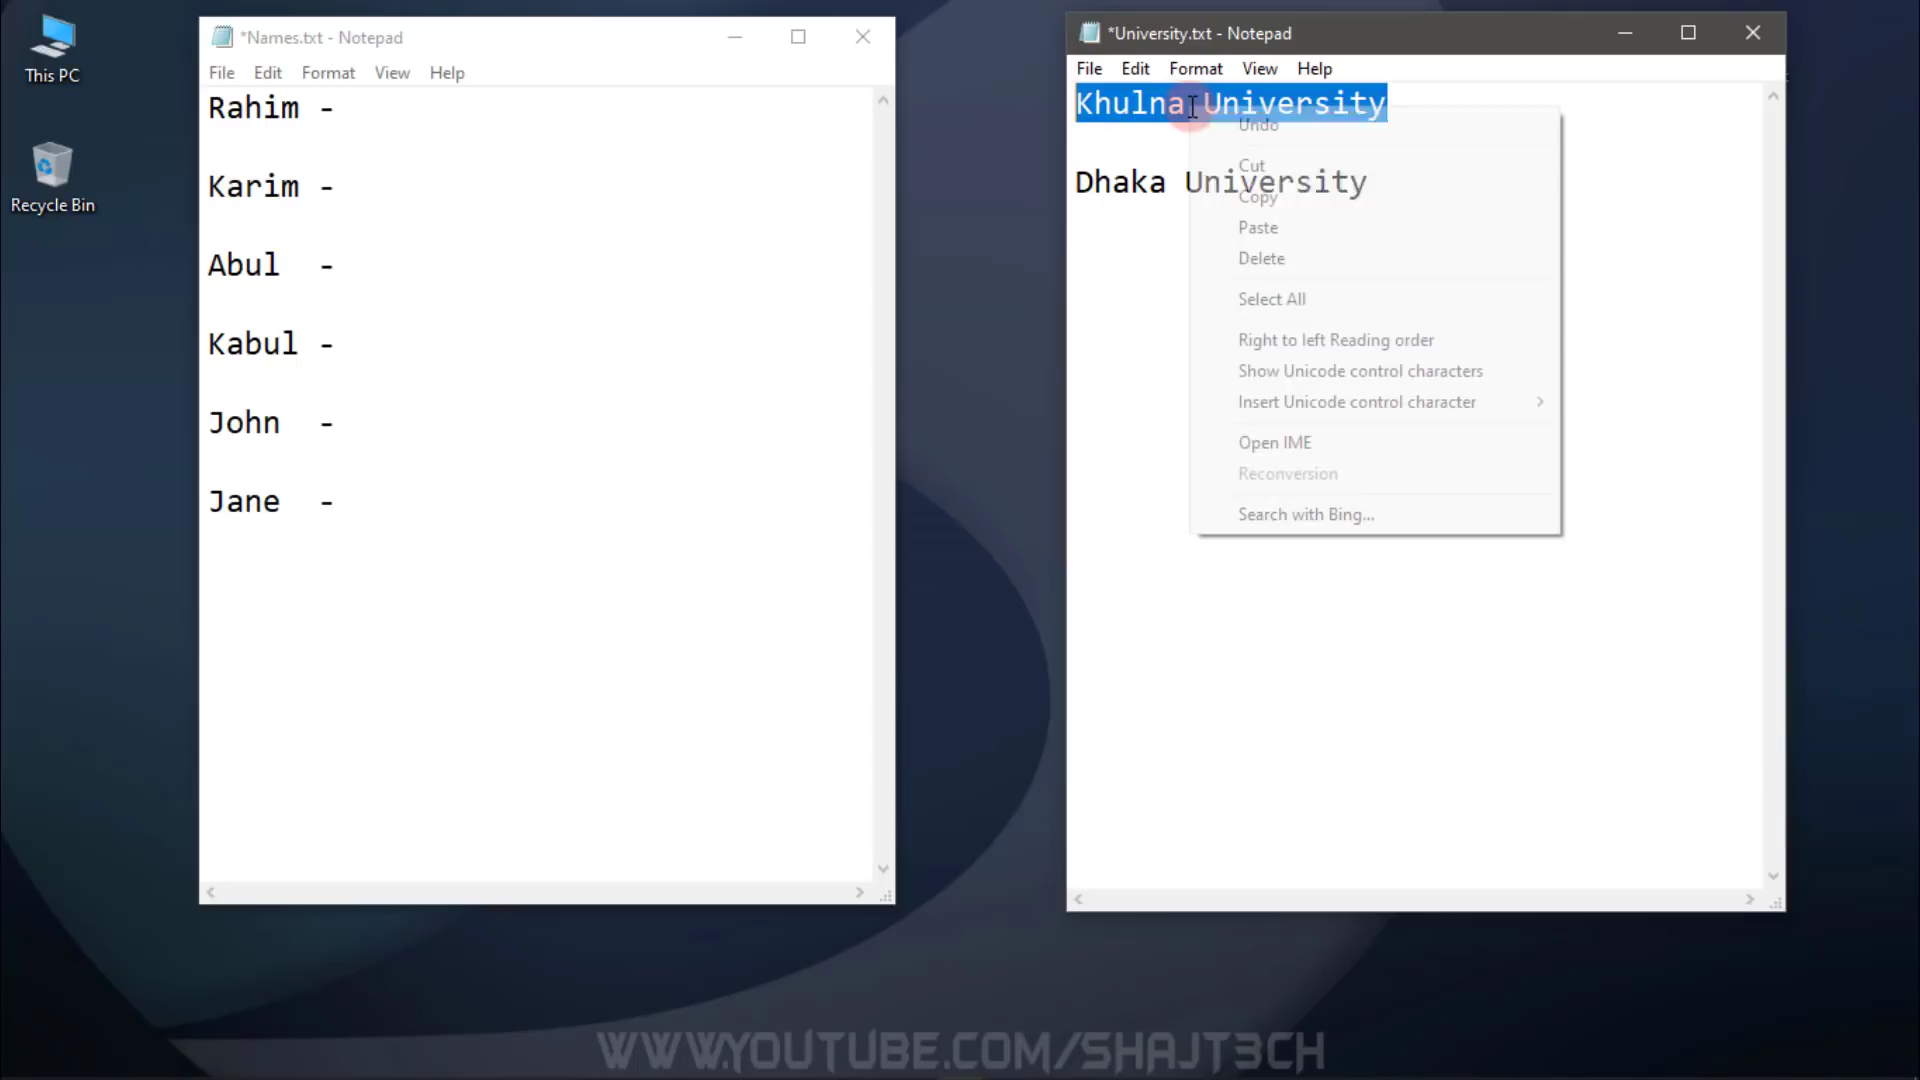 This PC
Recycle Bin
*Names.txt - Notepad
File Edit Format View Help
Rahim -
Karim -
Abul -
Kabul -
John -
Jane -
*University.txt - Notepad
File Edit Format View Help
Khulna University
Dhaka University
Undo
Cut
Copy
Paste
Delete
Select All
Right to left Reading order
Show Unicode control characters
Insert Unicode control character
Open IME
Reconversion
Search with Bing...
WWW.YOUTUBE.COM/SHAJT3CH